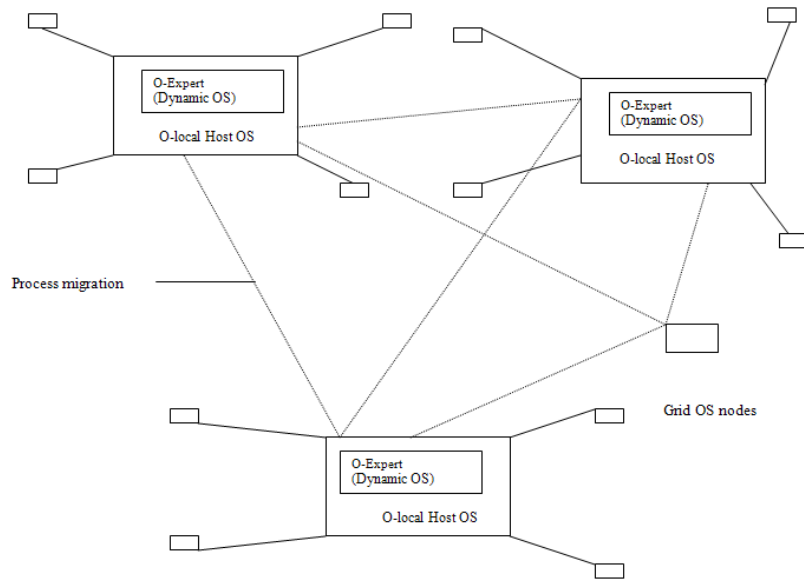 O-Expert
(Dynamic OS)
O-local Host OS
O-Expert
(Dynamic OS)
O-local Host OS
Process migration
Grid OS nodes
O-Expert
(Dynamic OS)
O-local Host OS